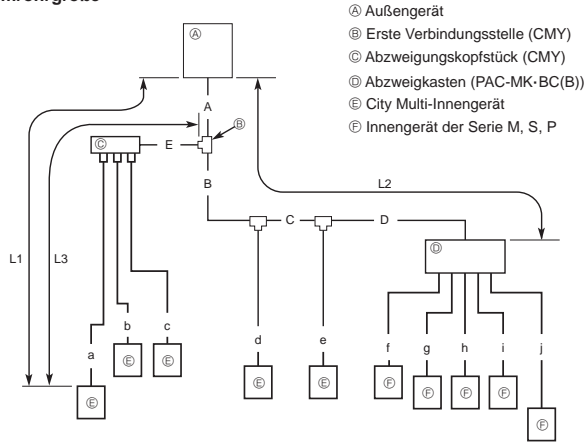 Ⓐ Außengerät
Ⓑ Erste Verbindungsstelle (CMY)
Ⓒ Abzweigungskopfstück (CMY)
Ⓓ Abzweigkasten (PAC-MK·BC(B))
Ⓔ City Multi-Innengerät
Ⓕ Innengerät der Serie M, S, P
Ⓐ
A
Ⓑ
Ⓒ
E
B
L2
C
D
Ⓓ
L1
L3
a
b
c
d
e
f
g
h
i
j
Ⓔ
Ⓔ
Ⓔ
Ⓔ
Ⓔ
Ⓕ
Ⓕ
Ⓕ
Ⓕ
Ⓕ